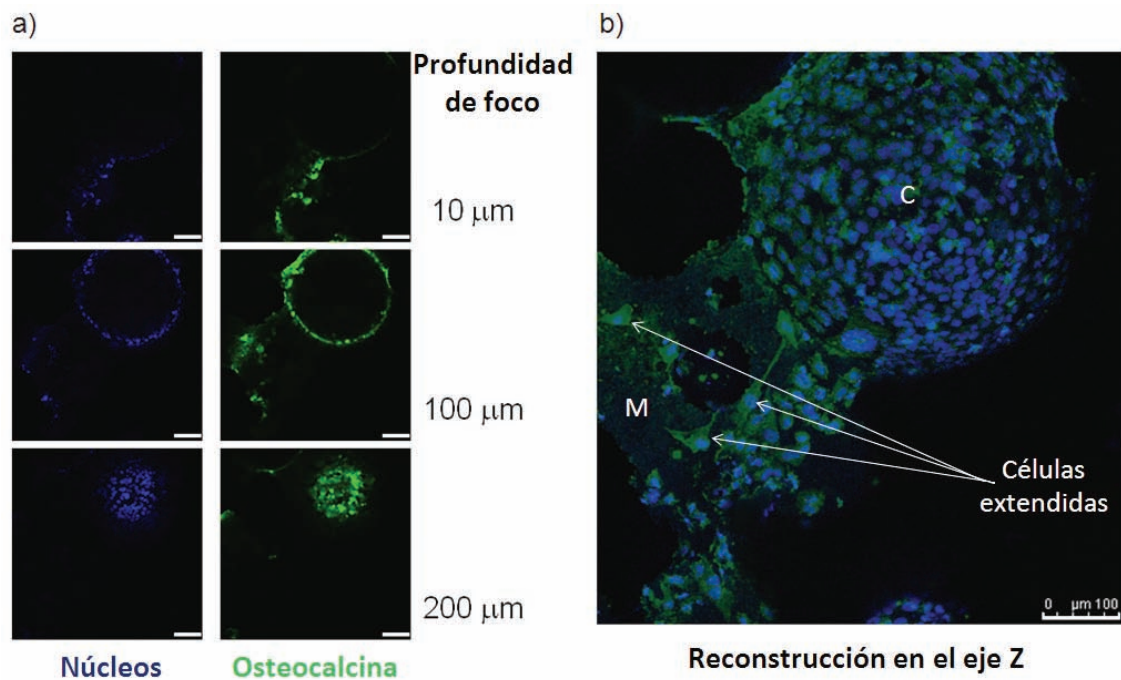 a)
Profundidad
de foco
10 μm
100 μm
200 μm
Núcleos
Osteocalcina
b)
C
M
Células
extendidas
0 μm 100
Reconstrucción en el eje Z